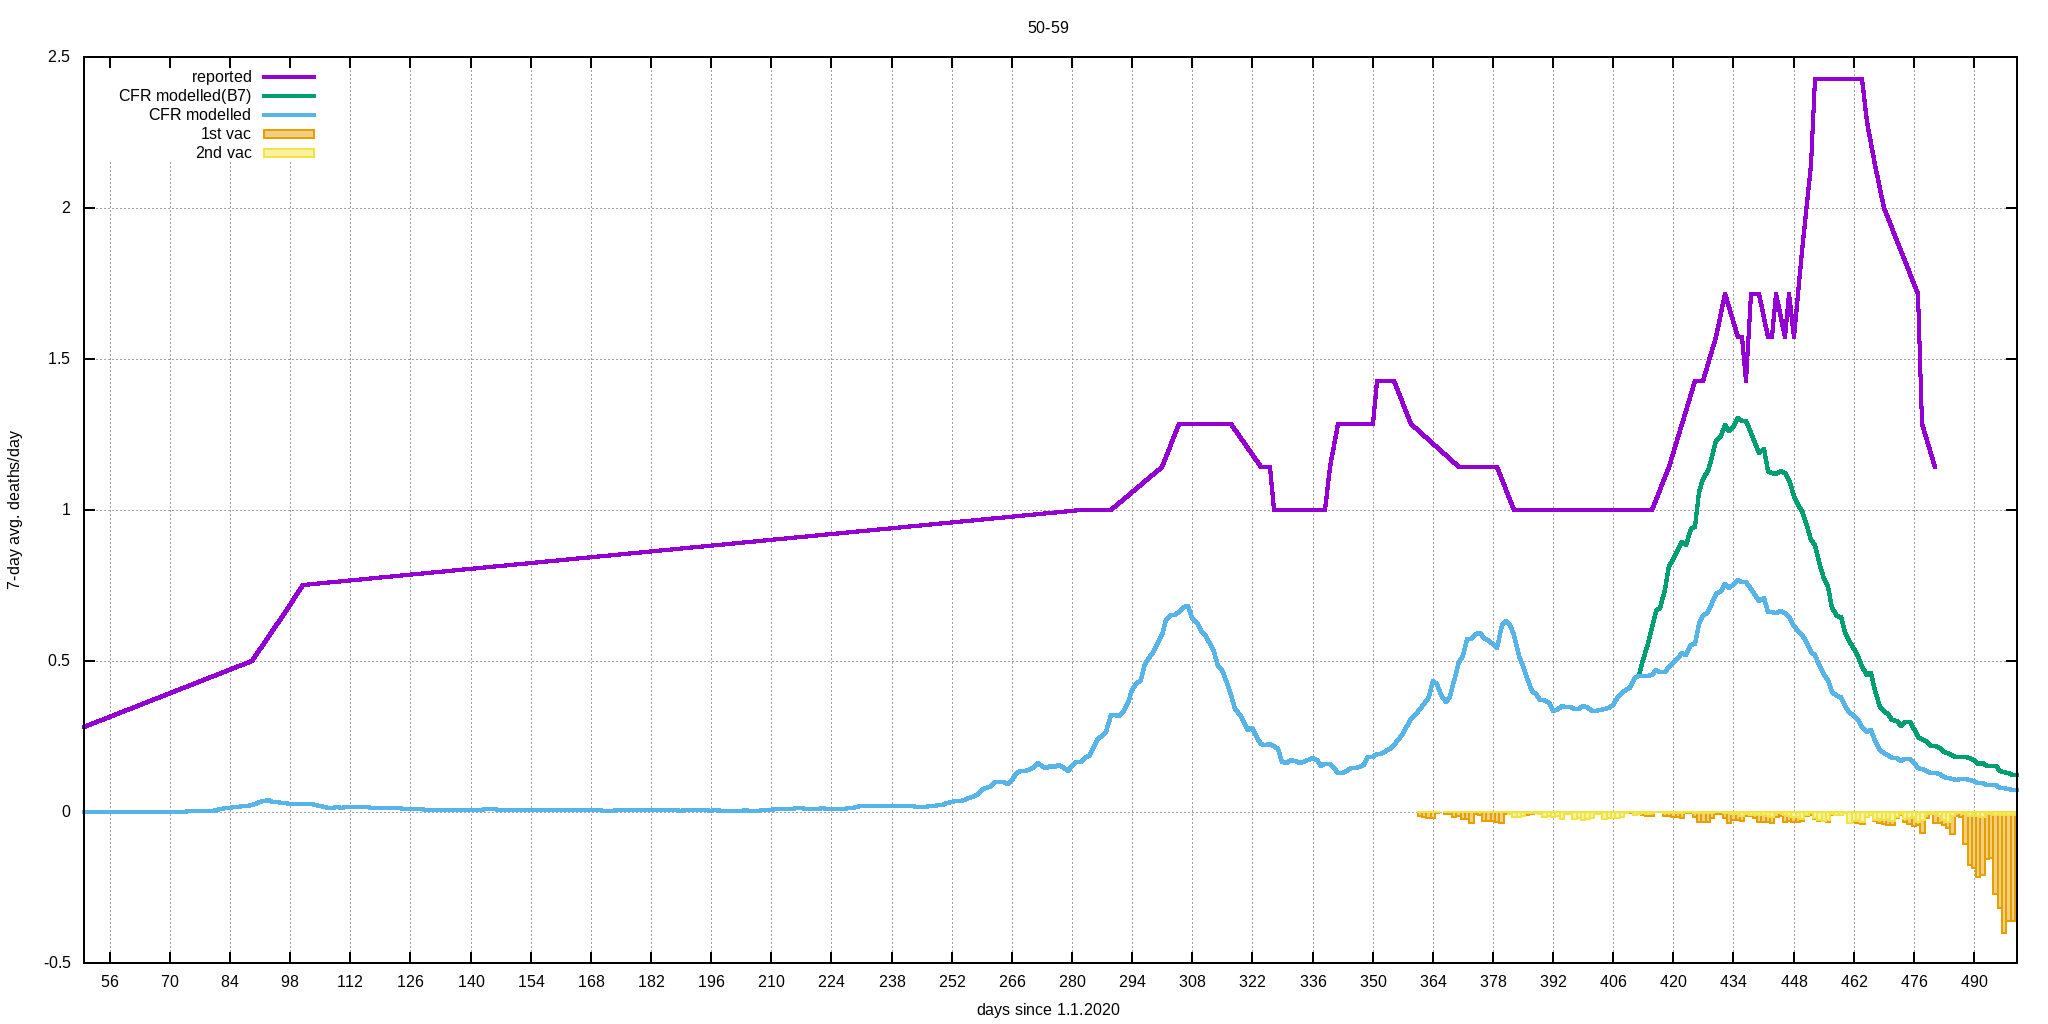 50-59
reported
CFR modelled(B7)
CFR modelled
1st vac
2nd vac
2.5
2
1.5
1
0.5
0
-0.5
7-day avg. deaths/day
56 70 84 98 112 126 140 154 168 182 196 210 224 238 252 266 280 294 308 322 336 350 364 378 392 406 420 434 448 462 476 490
days since 1.1.2020